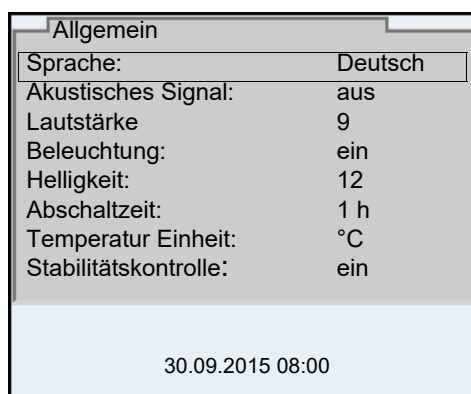 Allgemein
Sprache: Deutsch
Akustisches Signal: aus
Lautstärke 9
Beleuchtung: ein
Helligkeit: 12
Abschaltzeit: 1 h
Temperatur Einheit: °C
Stabilitätskontrolle: ein
30.09.2015 08:00